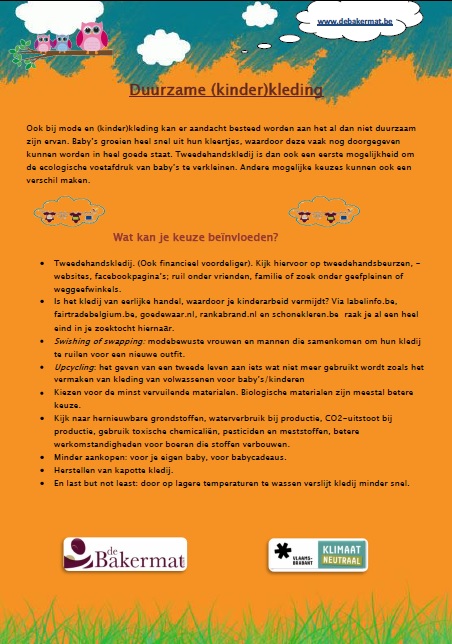 www.debakermat.be
Duurzame (kinder)kleding
Ook bij mode en (kinder)kleding kan er aandacht besteed worden aan het al dan niet duurzaam
zijn ervan. Baby's groeien heel snel uit hun kleertjes, waardoor deze vaak nog doorgegeven
kunnen worden in heel goede staat. Tweedehandskledij is dan ook een eerste mogelijkheid om
de ecologische voetafdruk van baby's te verkleinen. Andere mogelijke keuzes kunnen ook een
verschil maken.
Wat kan je keuze beïnvloeden?
• Tweedehandskledij. (Ook financieel voordeliger). Kijk hiervoor op tweedehandsbeurzen, -
websites, facebookpagina's; ruil onder vrienden, familie of zoek onder geefpleinen of
weggeefwinkels.
• Is het kledij van eerlijke handel, waardoor je kinderarbeid vermijdt? Via labelinfo.be,
fairtradebelgium.be, goedewaar.nl, rankabrand.nl en schonekleren.be raak je al een heel
eind in je zoektocht hiernaar.
• Swishing of swapping: modebewuste vrouwen en mannen die samenkomen om hun kledij
te ruilen voor een nieuwe outfit.
• Upcycling: het geven van een tweede leven aan iets wat niet meer gebruikt wordt zoals het
vermaken van kleding van volwassenen voor baby's/kinderen
• Kiezen voor de minst vervuilende materialen. Biologische materialen zijn meestal betere
keuze.
• Kijk naar hernieuwbare grondstoffen, waterverbruik bij productie, CO2-uitstoot bij
productie, gebruik toxische chemicaliën, pesticiden en meststoffen, betere
werkomstandigheden voor boeren die stoffen verbouwen.
• Minder aankopen: voor je eigen baby, voor babycadeaus.
• Herstellen van kapotte kledij.
• En last but not least: door op lagere temperaturen te wassen verslijt kledij minder snel.
de
Bakermat
VLAAMS-
BRABANT
KLIMAAT
NEUTRAAL